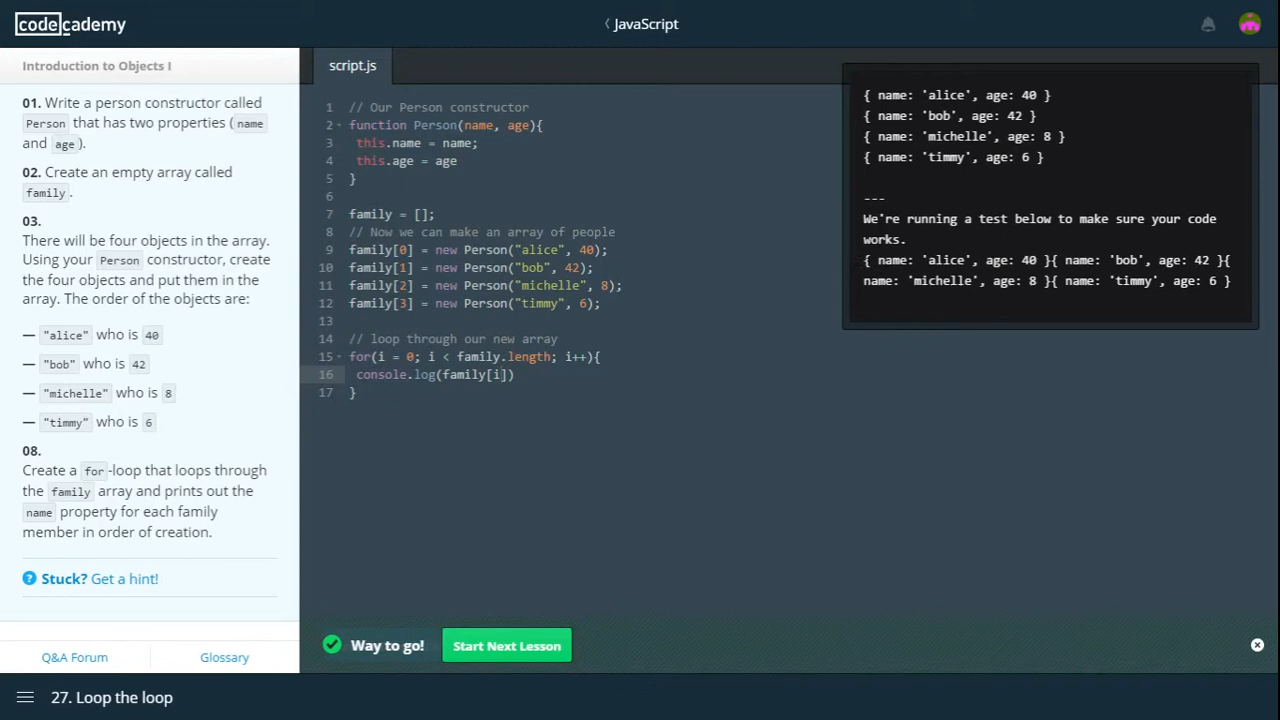 codecademy
JavaScript
Introduction to Objects I
01. Write a person constructor called
Person that has two properties ( name
and age ).
02. Create an empty array called
family .
03.
There will be four objects in the array.
Using your Person constructor, create
the four objects and put them in the
array. The order of the objects are:
— "alice" who is 40
— "bob" who is 42
— "michelle" who is 8
— "timmy" who is 6
08.
Create a for -loop that loops through
the family array and prints out the
name property for each family
member in order of creation.
Stuck? Get a hint!
Q&A Forum
Glossary
script.js
1 // Our Person constructor
2 function Person(name, age){
3 this.name = name;
4 this.age = age
5 }
6
7 family = [];
8 // Now we can make an array of people
9 family[0] = new Person("alice", 40);
10 family[1] = new Person("bob", 42);
11 family[2] = new Person("michelle", 8);
12 family[3] = new Person("timmy", 6);
13
14 // loop through our new array
15 for(i = 0; i < family.length; i++){
16 console.log(family[i])
17 }
{ name: 'alice', age: 40 }
{ name: 'bob', age: 42 }
{ name: 'michelle', age: 8 }
{ name: 'timmy', age: 6 }
---
We're running a test below to make sure your code
works.
{ name: 'alice', age: 40 }{ name: 'bob', age: 42 }{
name: 'michelle', age: 8 }{ name: 'timmy', age: 6 }
Way to go!
Start Next Lesson
27. Loop the loop